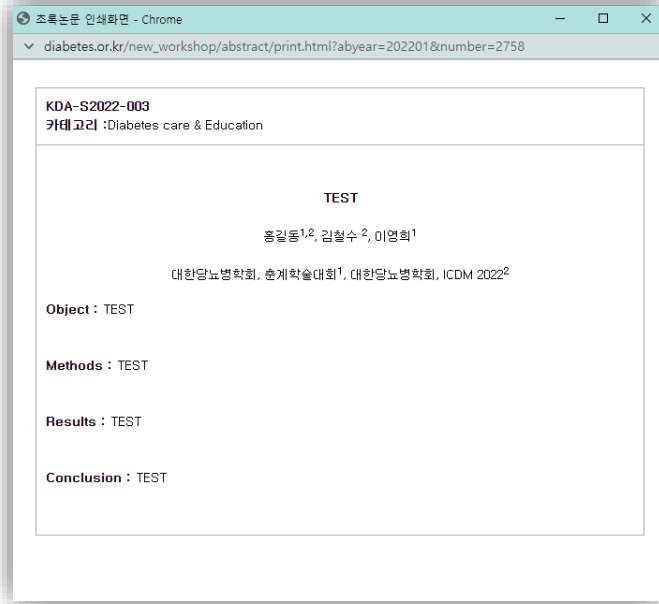 초록논문 인쇄화면 - Chrome
diabetes.or.kr/new_workshop/abstract/print.html?abyear=202201&number=2758
KDA-S2022-003
카테고리 :Diabetes care & Education
TEST
홍길동1,2, 김철수 2, 이영희1
대한당뇨병학회, 춘계학술대회1, 대한당뇨병학회, ICDM 20222
Object : TEST
Methods : TEST
Results : TEST
Conclusion : TEST